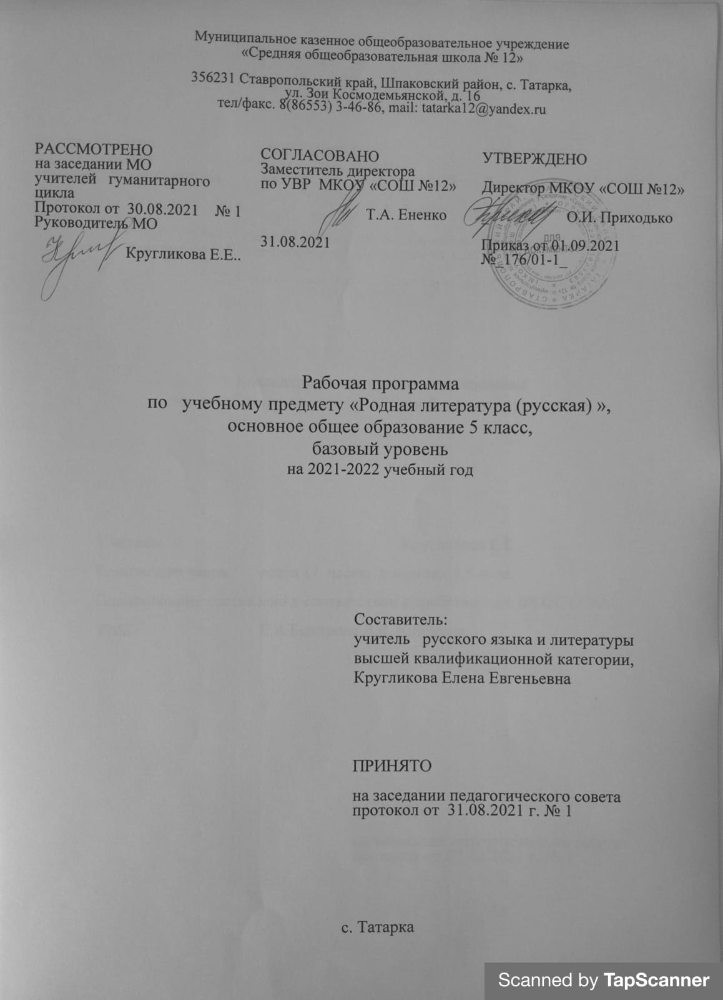 Муниципальное казенное общеобразовательное учреждение
«Средняя общеобразовательная школа № 12»
356231 Ставропольский край, Шпаковский район, с. Татарка,
ул. Зои Космодемьянской, д. 16
тел/факс. 8(86553) 3-46-86, mail: tatarka12@yandex.ru
РАССМОТРЕНО
на заседании МО
учителей гуманитарного
цикла
Протокол от 30.08.2021 № 1
Руководитель МО
Кругликова Е.Е..
СОГЛАСОВАНО
Заместитель директора
по УВР МКОУ «СОШ №12»
Т.А. Ененко
31.08.2021
УТВЕРЖДЕНО
Директор МКОУ «СОШ №12»
О.И. Приходько
Приказ от 01.09.2021
№_176/01-1_
ДЛЯ
ДОКУМЕНТОВ
Рабочая программа
по учебному предмету «Родная литература (русская) »,
основное общее образование 5 класс,
базовый уровень
на 2021-2022 учебный год
Составитель:
учитель русского языка и литературы
высшей квалификационной категории,
Кругликова Елена Евгеньевна
ПРИНЯТО
на заседании педагогического совета
протокол от 31.08.2021 г. № 1
с. Татарка
Scanned by TapScanner